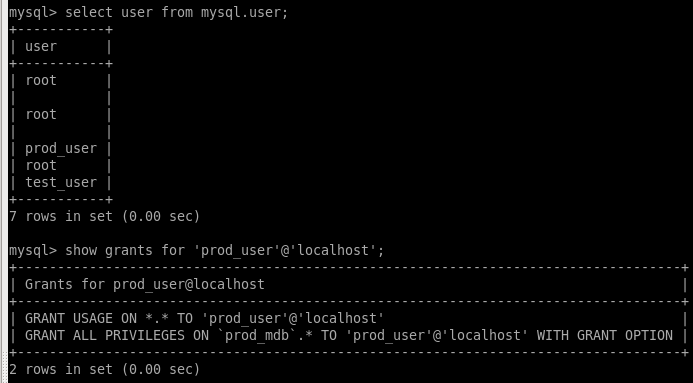 mysql> select user from mysql.user;
+-----------+
| user      |
+-----------+
| root      |
|           |
| root      |
|           |
| prod_user |
| root      |
| test_user |
+-----------+
7 rows in set (0.00 sec)
mysql> show grants for 'prod_user'@'localhost';
+----------------------------------------------------------------------------------+
| Grants for prod_user@localhost                                                   |
+----------------------------------------------------------------------------------+
| GRANT USAGE ON *.* TO 'prod_user'@'localhost'                                    |
| GRANT ALL PRIVILEGES ON `prod_mdb`.* TO 'prod_user'@'localhost' WITH GRANT OPTION |
+----------------------------------------------------------------------------------+
2 rows in set (0.00 sec)